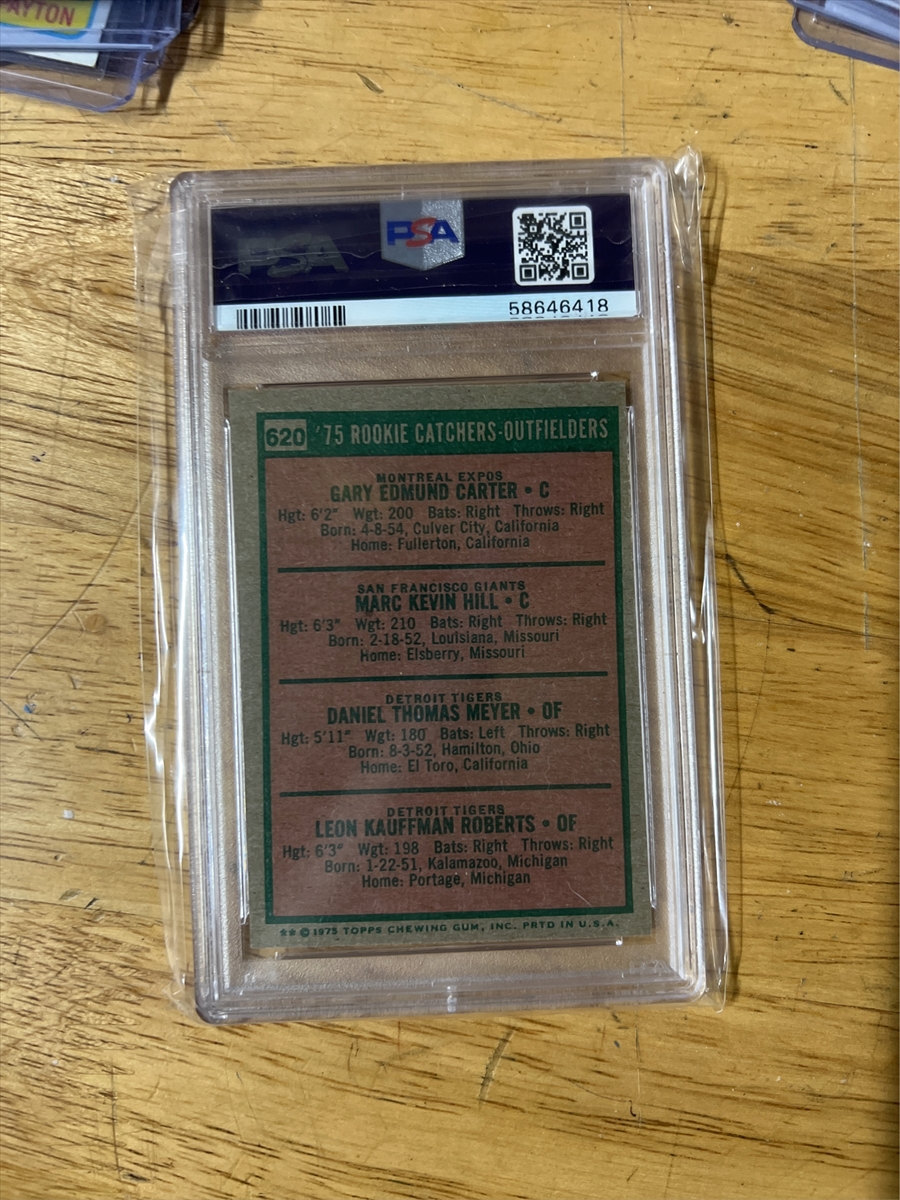 AYTON
PSA
PSA
58646418
620 '75 ROOKIE CATCHERS-OUTFIELDERS
MONTREAL EXPOS
GARY EDMUND CARTER • C
Hgt: 6'2" Wgt: 200 Bats: Right Throws: Right
Born: 4-8-54, Culver City, California
Home: Fullerton, California
SAN FRANCISCO GIANTS
MARC KEVIN HILL • C
Hgt: 6'3" Wgt: 210 Bats: Right Throws: Right
Born: 2-18-52, Louisiana, Missouri
Home: Elsberry, Missouri
DETROIT TIGERS
DANIEL THOMAS MEYER • OF
Hgt: 5'11" Wgt: 180 Bats: Left Throws: Right
Born: 8-3-52, Hamilton, Ohio
Home: El Toro, California
DETROIT TIGERS
LEON KAUFFMAN ROBERTS • OF
Hgt: 6'3" Wgt: 198 Bats: Right Throws: Right
Born: 1-22-51, Kalamazoo, Michigan
Home: Portage, Michigan
** © 1975 TOPPS CHEWING GUM, INC. PRTD IN U.S.A.